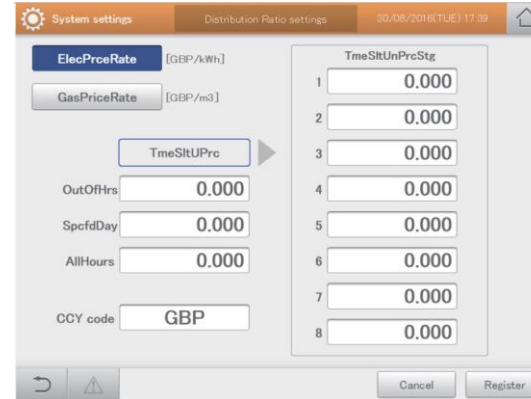 System settings Distribution Ratio settings 30/08/2016(TUE) 17:39
ElecPrceRate [GBP/kWh]
GasPriceRate [GBP/m3]
TmeSltUPrc
OutOfHrs 0.000
SpcfdDay 0.000
AllHours 0.000
CCY code GBP
TmeSltUnPrcStg
1 0.000
2 0.000
3 0.000
4 0.000
5 0.000
6 0.000
7 0.000
8 0.000
Cancel Register